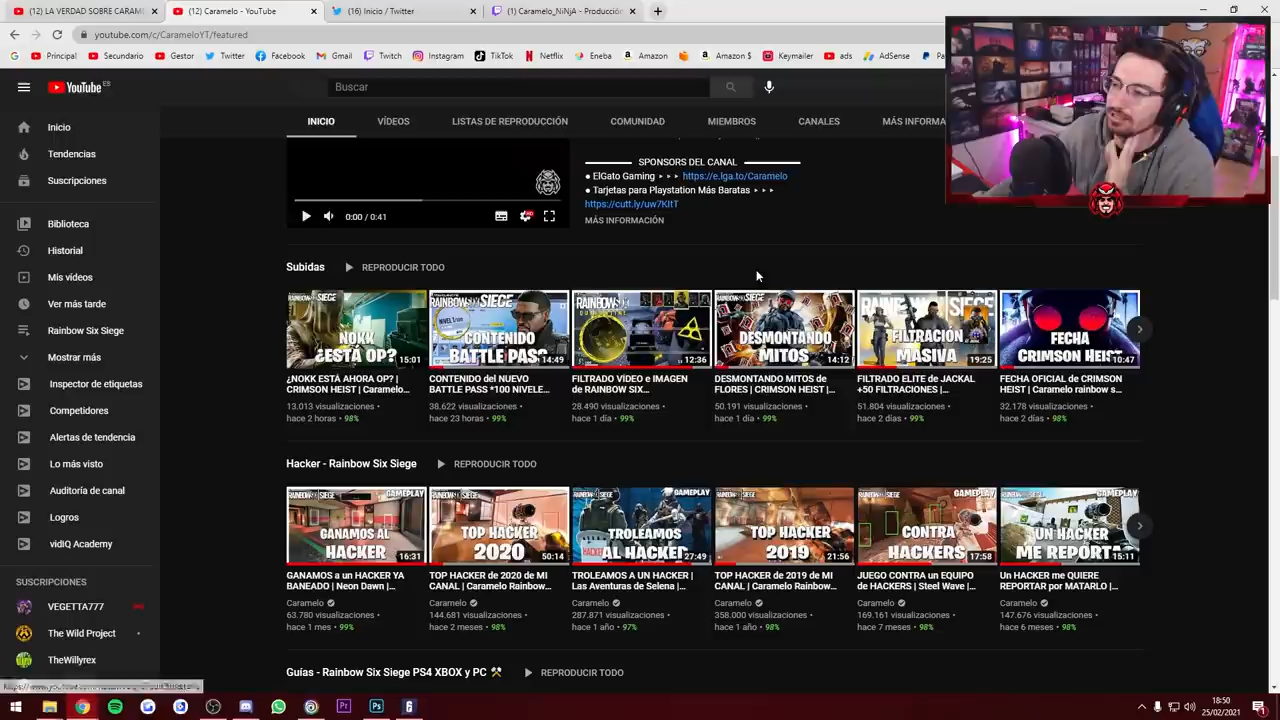 (12) LA VERDAD SOBRE CARAM
(12) Caramelo - YouTube
(16) Inicio / Twitter
(1) Caramelo_NiNjA - Producción
youtube.com/c/CarameloYT/featured
Principal
Secundario
Gestor
Twitter
Facebook
Gmail
Twitch
Instagram
TikTok
Netflix
Eneba
Amazon
Amazon $
Keymailer
ads
AdSense
YouTube
ES
Buscar
INICIO
VÍDEOS
LISTAS DE REPRODUCCIÓN
COMUNIDAD
MIEMBROS
CANALES
MÁS INFORMA
Inicio
Tendencias
Suscripciones
Biblioteca
Historial
Mis vídeos
Ver más tarde
Rainbow Six Siege
Mostrar más
Inspector de etiquetas
Competidores
Alertas de tendencia
Lo más visto
Auditoría de canal
Logros
vidIQ Academy
SUSCRIPCIONES
VEGETTA777
The Wild Project
TheWillyrex
0:00 / 0:41
SPONSORS DEL CANAL
● ElGato Gaming ‣ ‣ ‣ https://e.lga.to/Caramelo
● Tarjetas para Playstation Más Baratas ‣ ‣ ‣
https://cutt.ly/uw7KItT
MÁS INFORMACIÓN
Subidas
REPRODUCIR TODO
NOKK
¿ESTÁ OP?
15:01
¿NOKK ESTÁ AHORA OP? |
CRIMSON HEIST | Caramelo...
13.013 visualizaciones •
hace 2 horas • 98%
CONTENIDO
BATTLE PASS
14:49
CONTENIDO del NUEVO
BATTLE PASS *100 NIVELE...
38.622 visualizaciones •
hace 23 horas • 99%
12:36
FILTRADO VÍDEO e IMAGEN
de RAINBOW SIX...
28.490 visualizaciones •
hace 1 día • 99%
DESMONTANDO
MITOS
14:12
DESMONTANDO MITOS de
FLORES | CRIMSON HEIST |...
50.191 visualizaciones •
hace 1 día • 99%
RAINBOW SIEGE
FILTRACIÓN
MASIVA
19:25
FILTRADO ELITE de JACKAL
+50 FILTRACIONES |...
51.804 visualizaciones •
hace 2 días • 99%
FECHA
CRIMSON HEIST
10:47
FECHA OFICIAL de CRIMSON
HEIST | Caramelo rainbow s...
32.178 visualizaciones •
hace 2 días • 98%
Hacker - Rainbow Six Siege
REPRODUCIR TODO
GAMEPLAY
GANAMOS AL
HACKER
16:31
GANAMOS a un HACKER YA
BANEADO | Neon Dawn |...
Caramelo
63.780 visualizaciones •
hace 1 mes • 99%
TOP HACKER
2020
50:14
TOP HACKER de 2020 de MI
CANAL | Caramelo Rainbow...
Caramelo
144.681 visualizaciones •
hace 2 meses • 98%
GAMEPLAY
TROLEAMOS
AL HACKER
27:49
TROLEAMOS A UN HACKER |
Las Aventuras de Selena |...
Caramelo
287.871 visualizaciones •
hace 1 año • 97%
TOP HACKER
2019
21:56
TOP HACKER de 2019 de MI
CANAL | Caramelo Rainbow...
Caramelo
358.000 visualizaciones •
hace 1 año • 98%
GAMEPLAY
CONTRA
HACKERS
17:58
JUEGO CONTRA un EQUIPO
de HACKERS | Steel Wave |...
Caramelo
169.161 visualizaciones •
hace 7 meses • 98%
GAMEPLAY
UN HACKER
ME REPORTA
15:11
Un HACKER me QUIERE
REPORTAR por MATARLO |...
Caramelo
147.676 visualizaciones •
hace 6 meses • 98%
Guías - Rainbow Six Siege PS4 XBOX y PC
REPRODUCIR TODO
18:50
25/02/2021